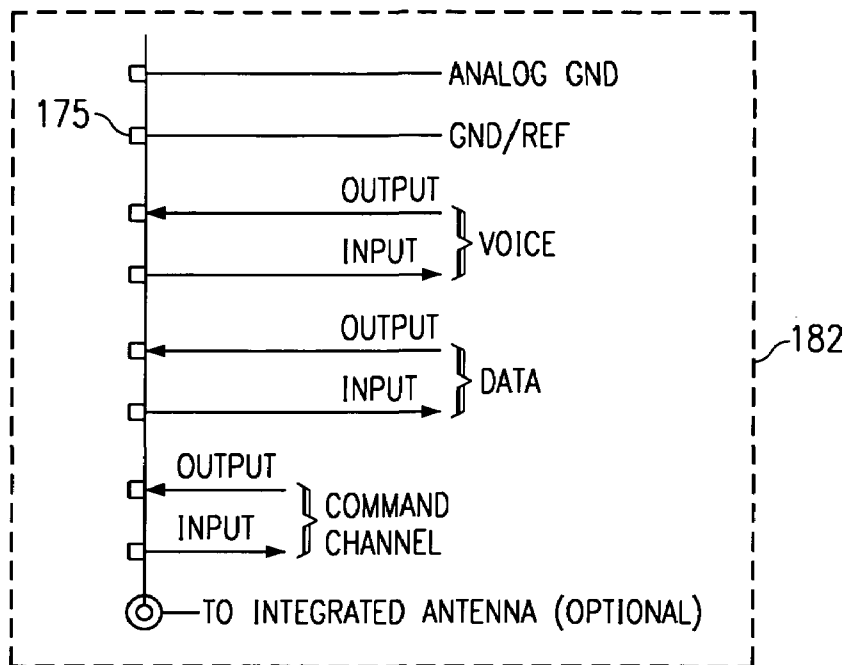 ANALOG GND
175
GND/REF
OUTPUT
VOICE
INPUT
OUTPUT
182
DATA
INPUT
OUTPUT
COMMAND
INPUT
CHANNEL
TO INTEGRATED ANTENNA (OPTIONAL)